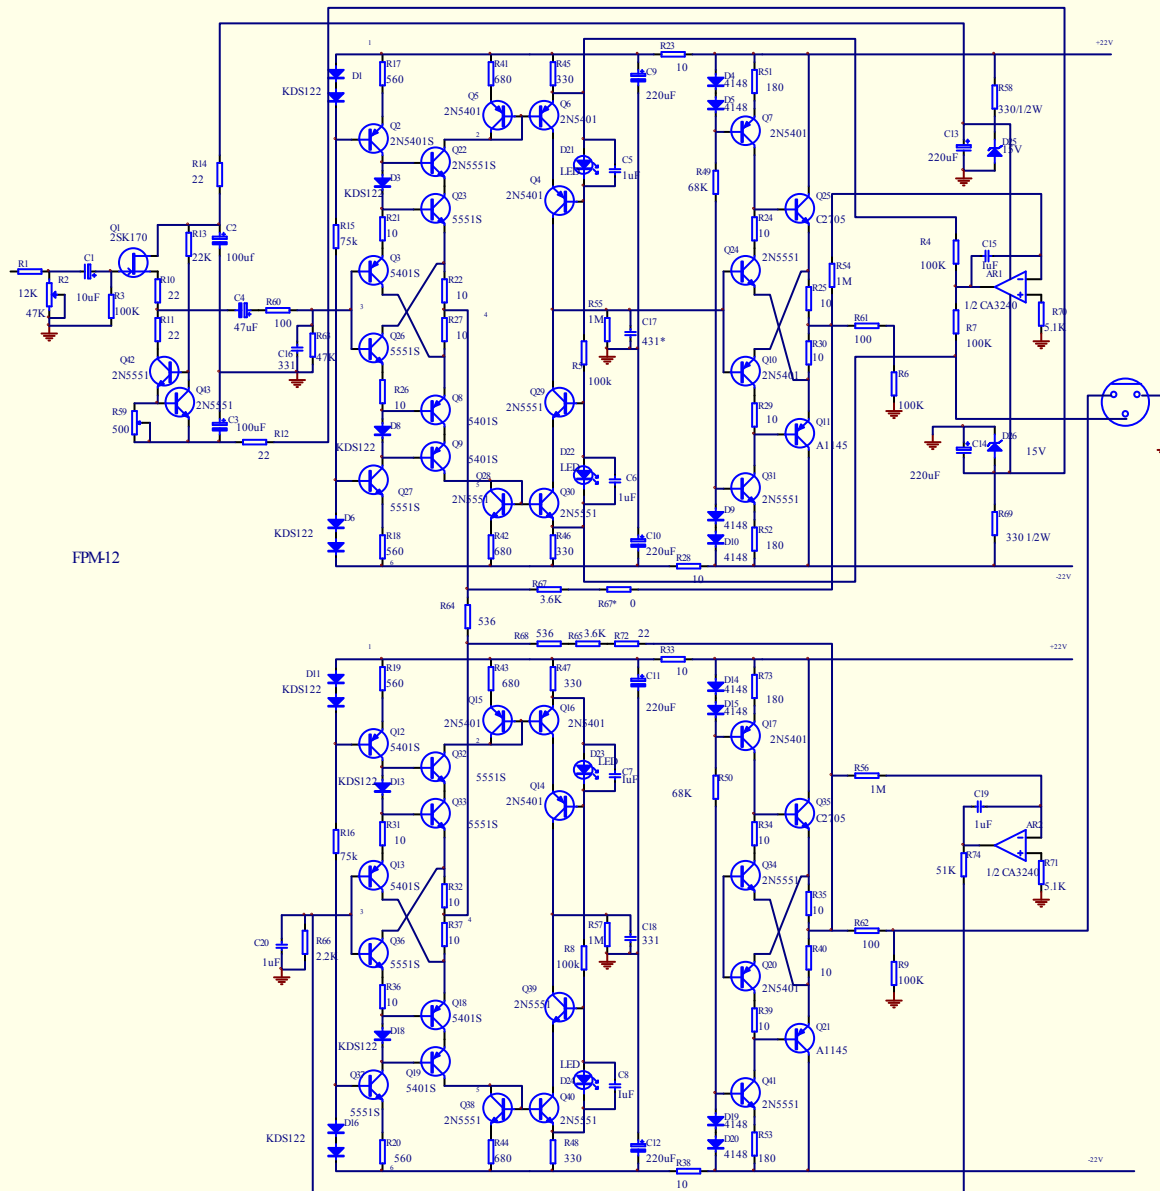 1
R23
+22V
10
D1
KDS122
R17
560
R41
680
R45
330
C9
220uF
D4
4148
D5
4148
R51
180
R58
330/1/2W
Q5
2N5401
Q6
2N5401
Q2
2N5401S
2
Q22
2N5551S
Q7
2N5401
C13
220uF
D25
15V
R14
22
D21
LED
C5
1uF
D3
KDS122
Q4
2N5401
R49
68K
Q23
5551S
Q25
C2705
R15
75k
R21
10
R24
10
Q1
2SK170
R13
22K
C2
100uf
R4
100K
C15
1uF
Q3
5401S
Q24
2N5551
R54
1M
AR1
1/2 CA3240
R1
12K
C1
10uF
R2
47K
R3
100K
R10
22
R22
10
R25
10
C4
47uF
R60
100
3
4
R55
1M
C17
431*
R61
100
R7
100K
R70
5.1K
R11
22
R63
47K
C16
331
R27
10
Q26
5551S
R30
10
Q42
2N5551
100k
Q10
2N5401
R6
100K
Q43
2N5551
R26
10
Q8
5401S
Q29
2N5551
R29
10
R59
500
C3
100uF
R12
22
D8
KDS122
Q9
5401S
D22
LED
Q11
A1145
C14
220uF
D26
15V
Q27
5551S
Q28
2N5551
5
Q30
2N5551
C6
1uF
Q31
2N5551
D6
KDS122
R18
560
R42
680
R46
330
C10
220uF
D9
4148
D10
4148
R52
180
R69
330 1/2W
FPM-12
6
R28
10
-22V
R67
3.6K
R67*
0
R64
536
R68
536
R65
3.6K
R72
22
1
R33
10
+22V
D11
KDS122
R19
560
R43
680
R47
330
C11
220uF
D14
4148
D15
4148
R73
180
Q15
2N5401
Q16
2N5401
Q12
5401S
2
Q32
5551S
Q17
2N5401
D23
LED
C7
1uF
D13
KDS122
Q14
2N5401
R50
68K
R56
1M
Q33
5551S
Q35
C2705
C19
1uF
R16
75k
R31
10
R34
10
AR2
1/2 CA3240
R74
51K
R71
5.1K
Q13
5401S
Q34
2N5551
R32
10
R35
10
3
4
C20
1uF
R66
2.2K
R37
10
R57
1M
C18
331
R62
100
Q36
5551S
R8
100k
R40
10
R9
100K
Q20
2N5401
R36
10
Q18
5401S
Q39
2N5551
R39
10
D18
KDS122
Q19
5401S
LED
D24
Q21
A1145
Q37
5551S
5
Q38
2N5551
Q40
2N5551
C8
1uF
Q41
2N5551
D16
KDS122
R20
560
R44
680
R48
330
C12
220uF
D19
4148
D20
4148
R53
180
6
R38
10
-22V